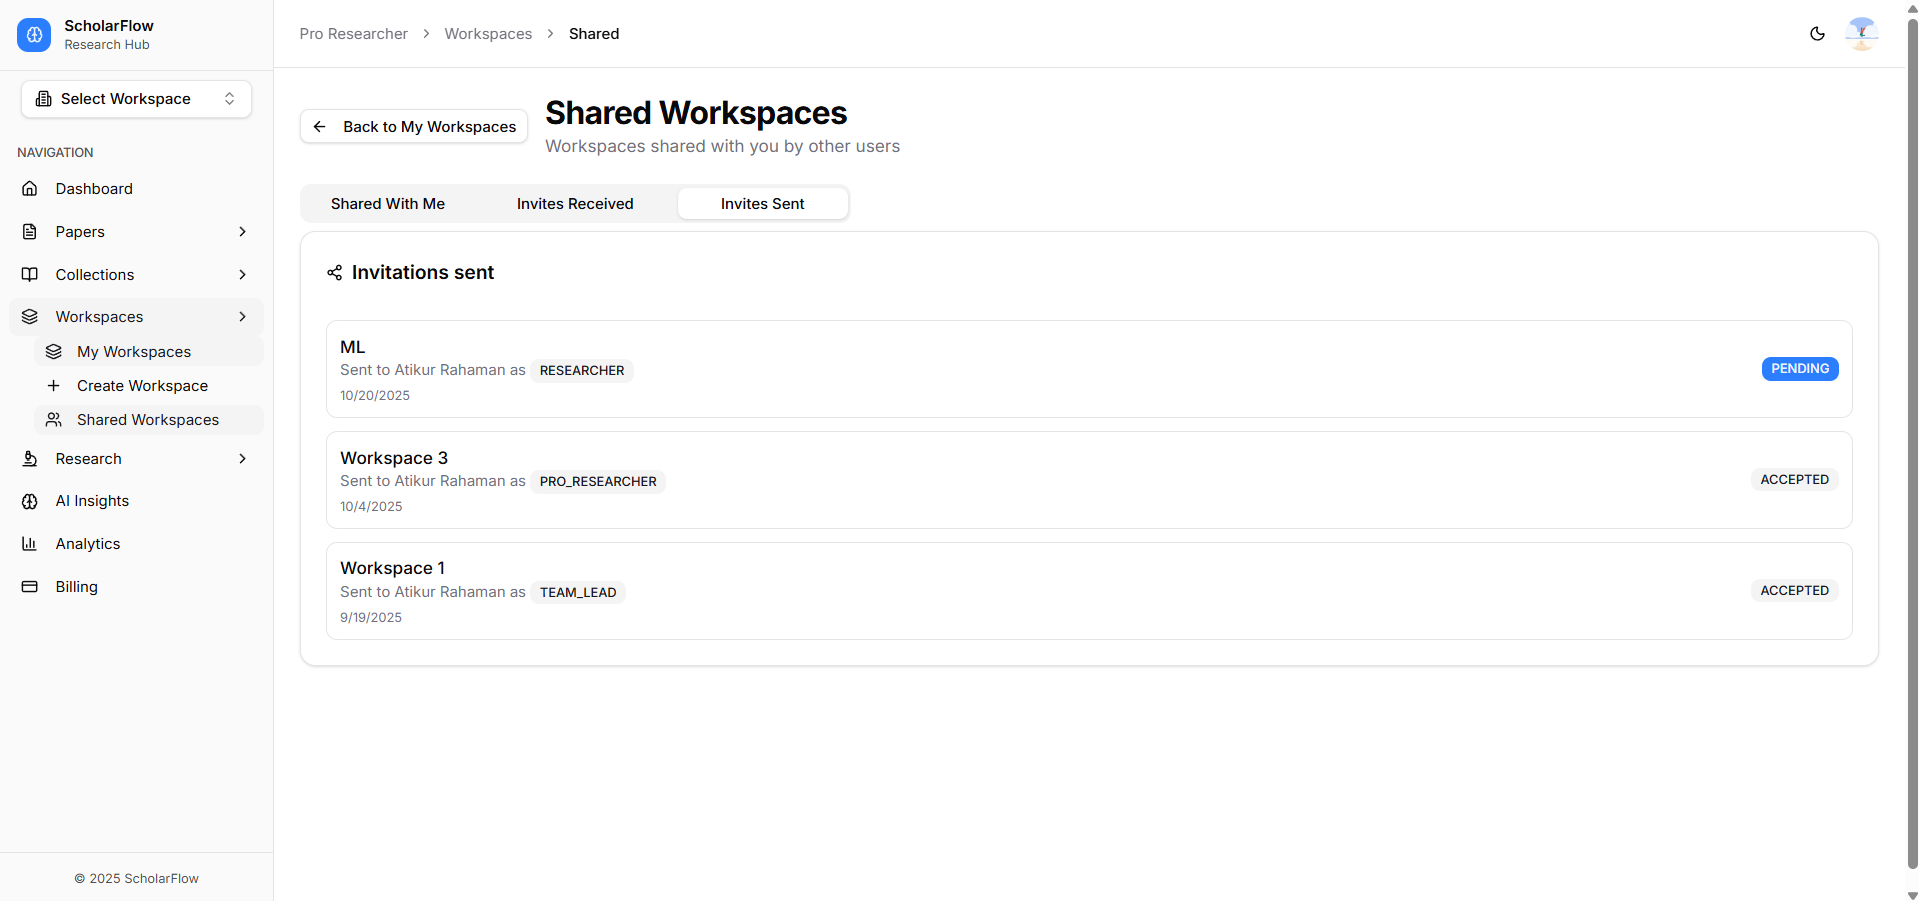 ScholarFlow
Research Hub
Select Workspace
NAVIGATION
Dashboard
Papers
Collections
Workspaces
My Workspaces
Create Workspace
Shared Workspaces
Research
AI Insights
Analytics
Billing
© 2025 ScholarFlow
Pro Researcher > Workspaces > Shared
Back to My Workspaces
Shared Workspaces
Workspaces shared with you by other users
Shared With Me
Invites Received
Invites Sent
Invitations sent
ML
Sent to Atikur Rahaman as RESEARCHER
10/20/2025
PENDING
Workspace 3
Sent to Atikur Rahaman as PRO_RESEARCHER
10/4/2025
ACCEPTED
Workspace 1
Sent to Atikur Rahaman as TEAM_LEAD
9/19/2025
ACCEPTED